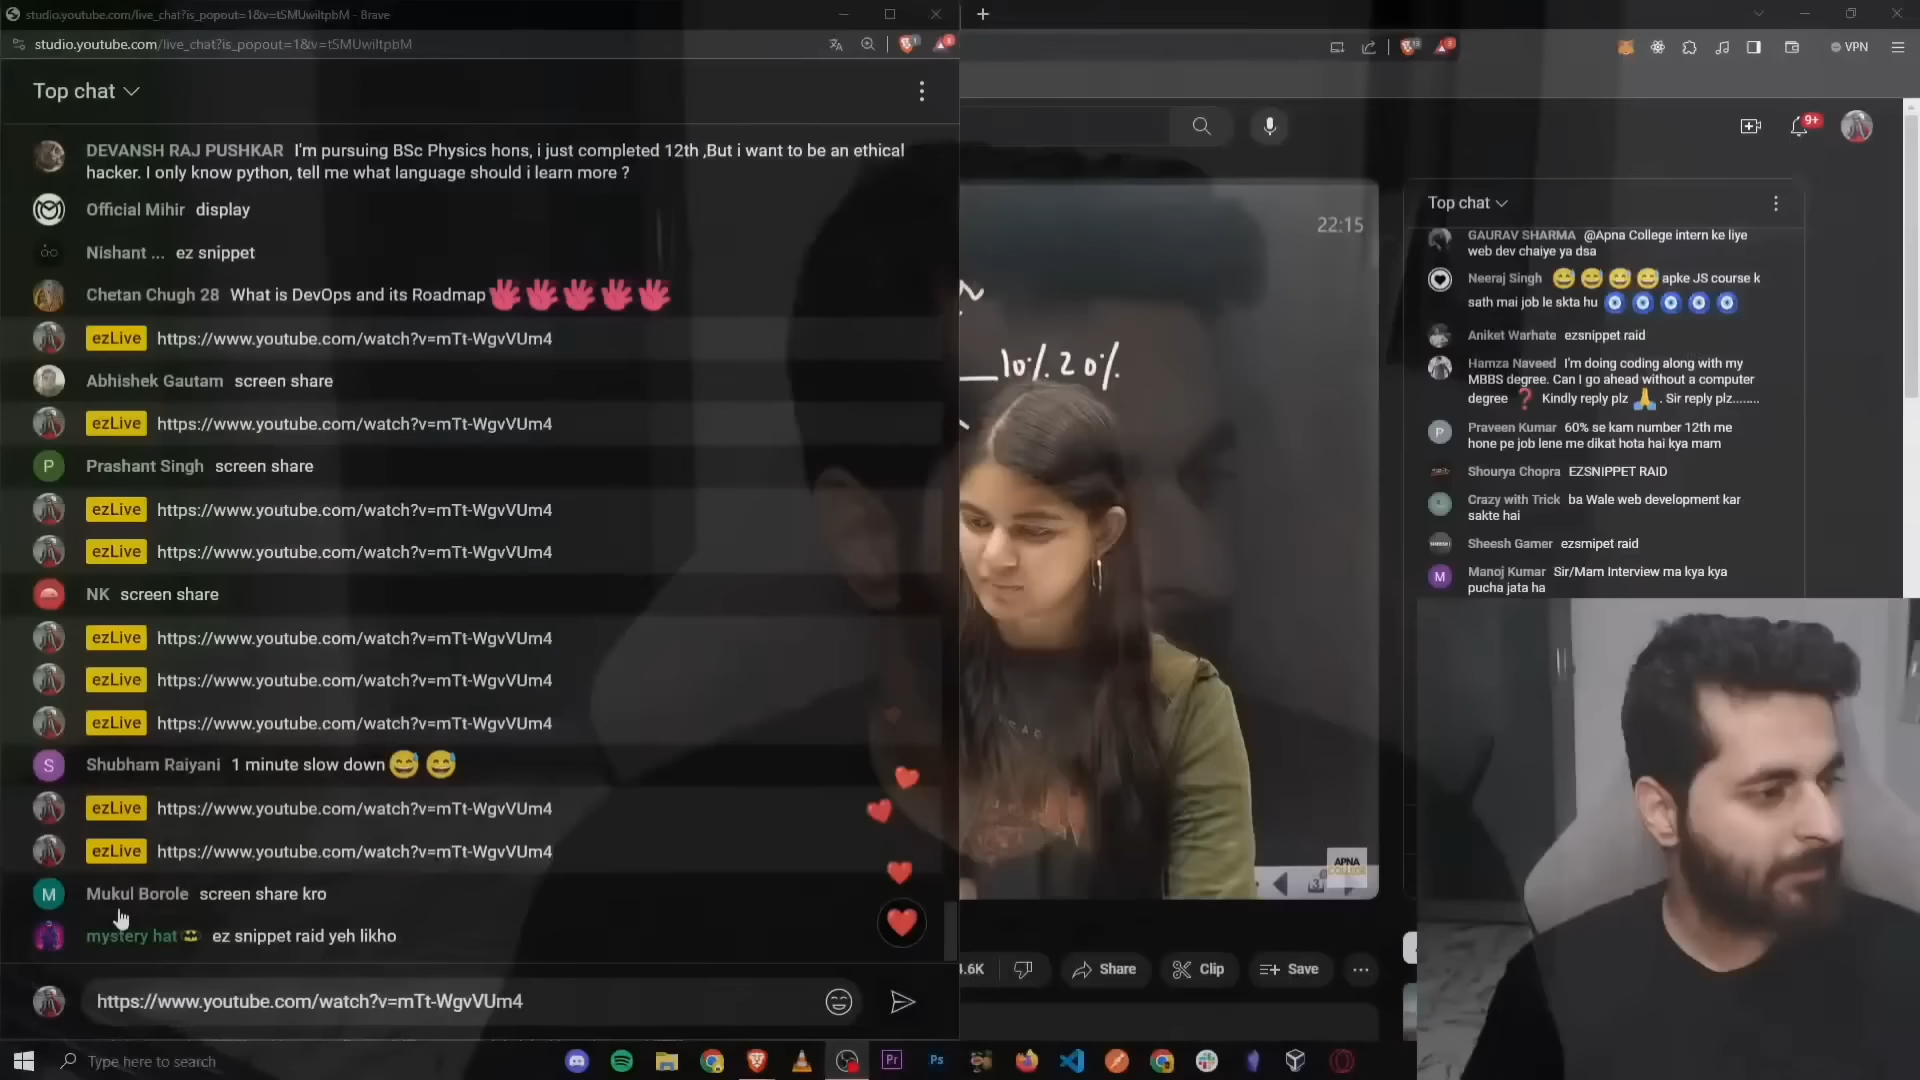 studio.youtube.com/live_chat?is_popout=1&v=tSMUwiltpbM - Brave
studio.youtube.com/live_chat?is_popout=1&v=tSMUwiltpbM
Top chat
DEVANSH RAJ PUSHKAR I'm pursuing BSc Physics hons, i just completed 12th ,But i want to be an ethical
hacker. I only know python, tell me what language should i learn more ?
Official Mihir display
Nishant ... ez snippet
Chetan Chugh 28 What is DevOps and its Roadmap
ezLive https://www.youtube.com/watch?v=mTt-WgvVUm4
Abhishek Gautam screen share
ezLive https://www.youtube.com/watch?v=mTt-WgvVUm4
P Prashant Singh screen share
ezLive https://www.youtube.com/watch?v=mTt-WgvVUm4
ezLive https://www.youtube.com/watch?v=mTt-WgvVUm4
NK screen share
ezLive https://www.youtube.com/watch?v=mTt-WgvVUm4
ezLive https://www.youtube.com/watch?v=mTt-WgvVUm4
ezLive https://www.youtube.com/watch?v=mTt-WgvVUm4
S Shubham Raiyani 1 minute slow down 😅 😅
ezLive https://www.youtube.com/watch?v=mTt-WgvVUm4
ezLive https://www.youtube.com/watch?v=mTt-WgvVUm4
M Mukul Borole screen share kro
mystery hat ez snippet raid yeh likho
https://www.youtube.com/watch?v=mTt-WgvVUm4
Type here to search
Pr Ps
VPN
9+
22:15
10% 20%
APNA
COLLEGE
Share
Clip
Save
Top chat
GAURAV SHARMA @Apna College intern ke liye
web dev chaiye ya dsa
Neeraj Singh 😅 😅 😅 😅 apke JS course k
sath mai job le skta hu 🧿 🧿 🧿 🧿 🧿
Aniket Warhate ezsnippet raid
Hamza Naveed I'm doing coding along with my
MBBS degree. Can I go ahead without a computer
degree ❓ Kindly reply plz 🙏 . Sir reply plz........
P Praveen Kumar 60% se kam number 12th me
hone pe job lene me dikat hota hai kya mam
Shourya Chopra EZSNIPPET RAID
Crazy with Trick ba Wale web development kar
sakte hai
Sheesh Gamer ezsmipet raid
M Manoj Kumar Sir/Mam Interview ma kya kya
pucha jata ha